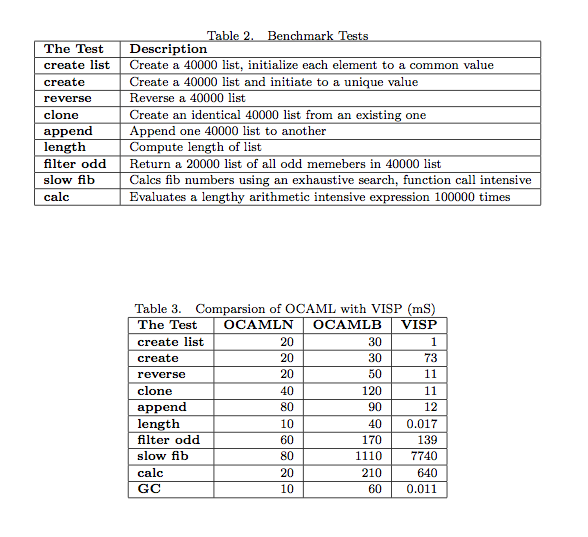 Table 2. Benchmark Tests
The Test Description
create list Create a 40000 list, initialize each element to a common value
create Create a 40000 list and initiate to a unique value
reverse Reverse a 40000 list
clone Create an identical 40000 list from an existing one
append Append one 40000 list to another
length Compute length of list
filter odd Return a 20000 list of all odd memebers in 40000 list
slow fib Calcs fib numbers using an exhaustive search, function call intensive
calc Evaluates a lengthy arithmetic intensive expression 100000 times
Table 3. Comparsion of OCAML with VISP (mS)
The Test OCAMLN OCAMLB VISP
create list 20 30 1
create 20 30 73
reverse 20 50 11
clone 40 120 11
append 80 90 12
length 10 40 0.017
filter odd 60 170 139
slow fib 80 1110 7740
calc 20 210 640
GC 10 60 0.011